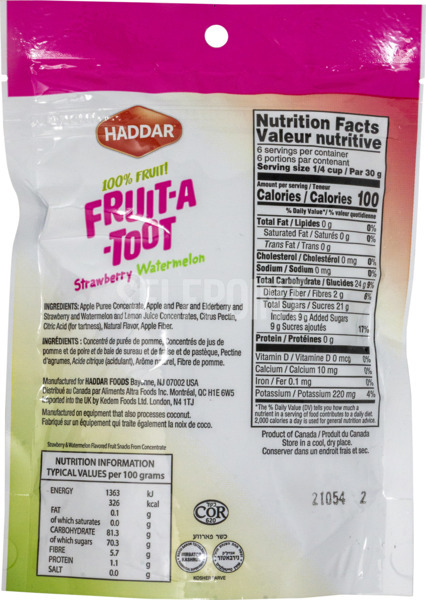 HADDAR
100% FRUIT!
FRUIT-A
-TOOT
Strawberry Watermelon
INGREDIENTS: Apple Puree Concentrate, Apple and Pear and Elderberry and
Strawberry and Watermelon and Lemon Juice Concentrates, Citrus Pectin,
Citric Acid (for tartness), Natural Flavor, Apple Fiber.
INGRÉDIENTS : Concentré de purée de pomme, Concentrés de jus de
pomme et de poire et baie de sureau et de fraise et de pastèque, Pectine
d'agrumes, Acide citrique (acidulant), Arôme naturel, Fibre de pomme.
Manufactured for HADDAR FOODS Bayonne, NJ 07002 USA
Distribué au Canada par Aliments Altra Foods Inc. Montréal, QC H1E 6W5
Imported into the UK by Kedem Foods Ltd. London, N4 1TJ
Manufactured on equipment that also processes coconut.
Fabriqué sur un équipement qui traite également la noix de coco.
Strawberry & Watermelon Flavored Fruit Snacks From Concentrate
NUTRITION INFORMATION
TYPICAL VALUES per 100 grams
ENERGY 1363 kJ
326 kcal
FAT 0.1 g
of which saturates 0.0 g
CARBOHYDRATE 81.3 g
of which sugars 70.3 g
FIBRE 5.7 g
PROTEIN 1.1 g
SALT 0.0 g
Nutrition Facts
Valeur nutritive
6 servings per container
6 portions par contenant
Serving size 1/4 cup / Par 30 g
Amount per serving / Teneur
Calories / Calories 100
% Daily Value* / % valeur quotidienne
Total Fat / Lipides 0 g 0%
Saturated Fat / Saturés 0 g 0%
Trans Fat / Trans 0 g
Cholesterol / Cholestérol 0 mg 0%
Sodium / Sodium 0 mg 0%
Total Carbohydrate / Glucides 24 g 9%
Dietary Fiber / Fibres 2 g 8%
Total Sugars / Sucres 21 g
Includes 9 g Added Sugars
9 g Sucres ajoutés 17%
Protein / Protéines 0 g
Vitamin D / Vitamine D 0 mcg 0%
Calcium / Calcium 10 mg 0%
Iron / Fer 0.1 mg 0%
Potassium / Potassium 220 mg 4%
*The % Daily Value (DV) tells you how much a
nutrient in a serving of food contributes to a daily diet.
2,000 calories a day is used for general nutrition advice.
Product of Canada / Produit du Canada
Store in a cool, dry place.
Conserver dans un endroit frais et sec.
21054 2
COR
כשר פארווע
KOSHER PARVE